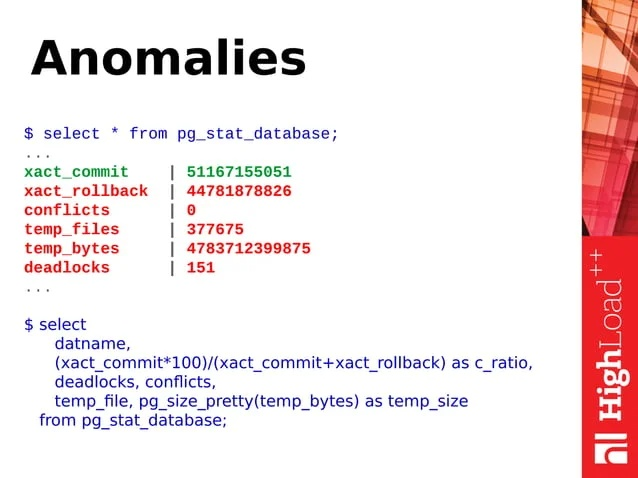 Anomalies
$ select * from pg_stat_database;
...
xact_commit | 51167155051
xact_rollback | 44781878826
conflicts | 0
temp_files | 377675
temp_bytes | 4783712399875
deadlocks | 151
...
$ select
datname,
(xact_commit*100)/(xact_commit+xact_rollback) as c_ratio,
deadlocks, conflicts,
temp_file, pg_size_pretty(temp_bytes) as temp_size
from pg_stat_database;
HighLoad++